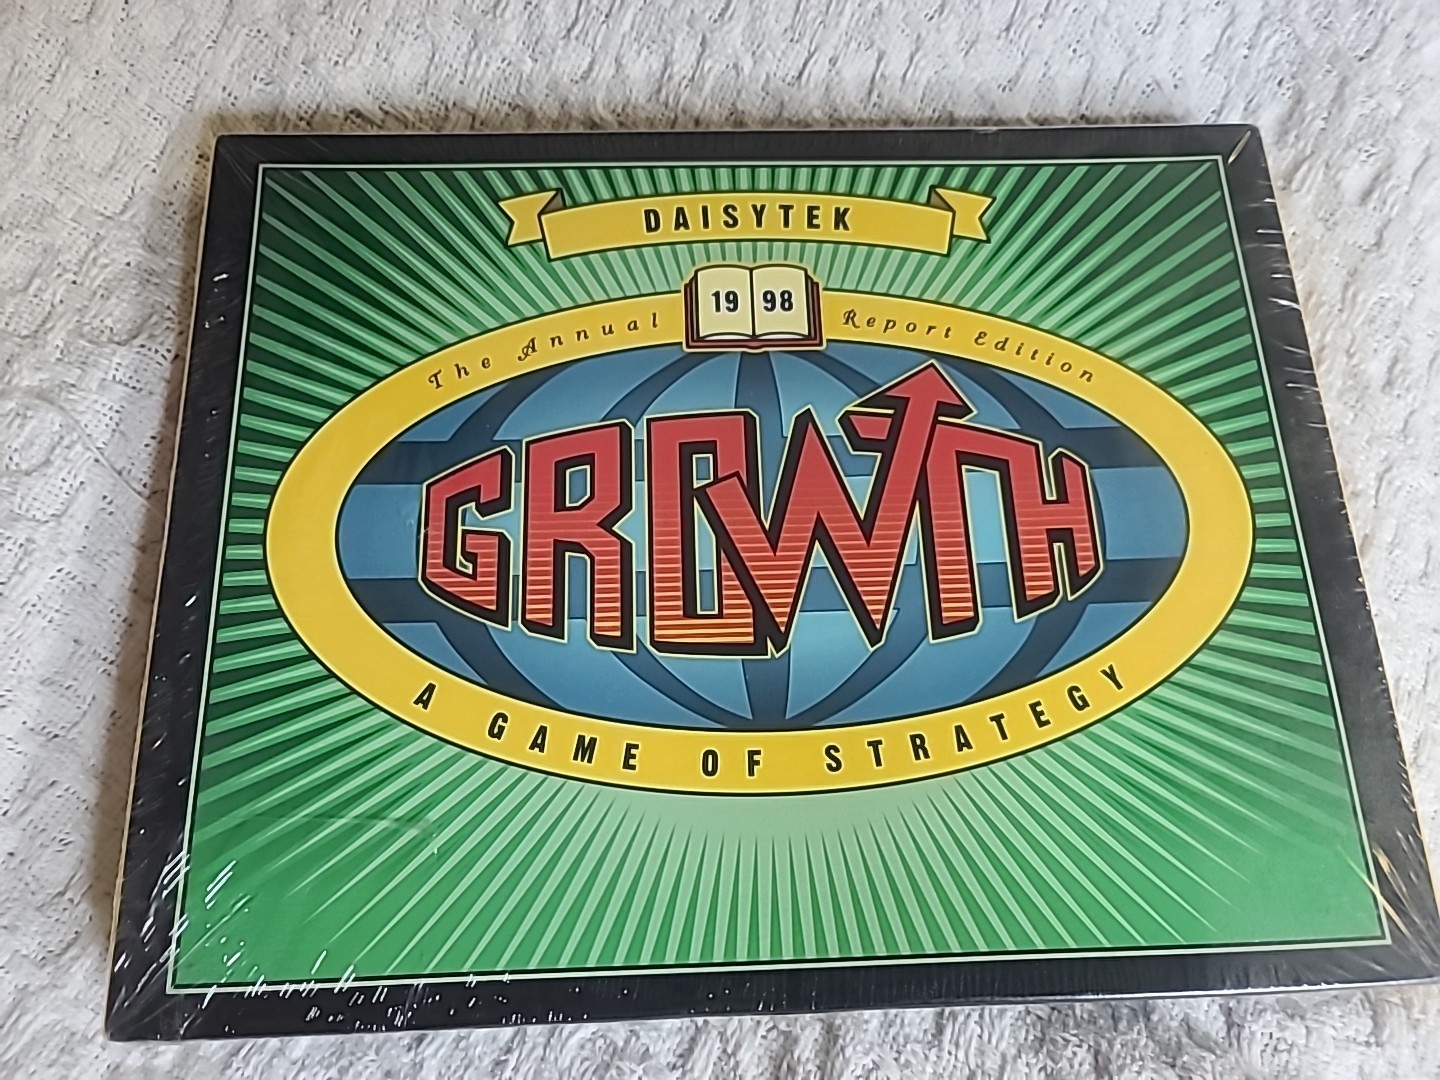 DAISYTEK
19 98
The Annual Report Edition
GROWTH
A GAME OF STRATEGY